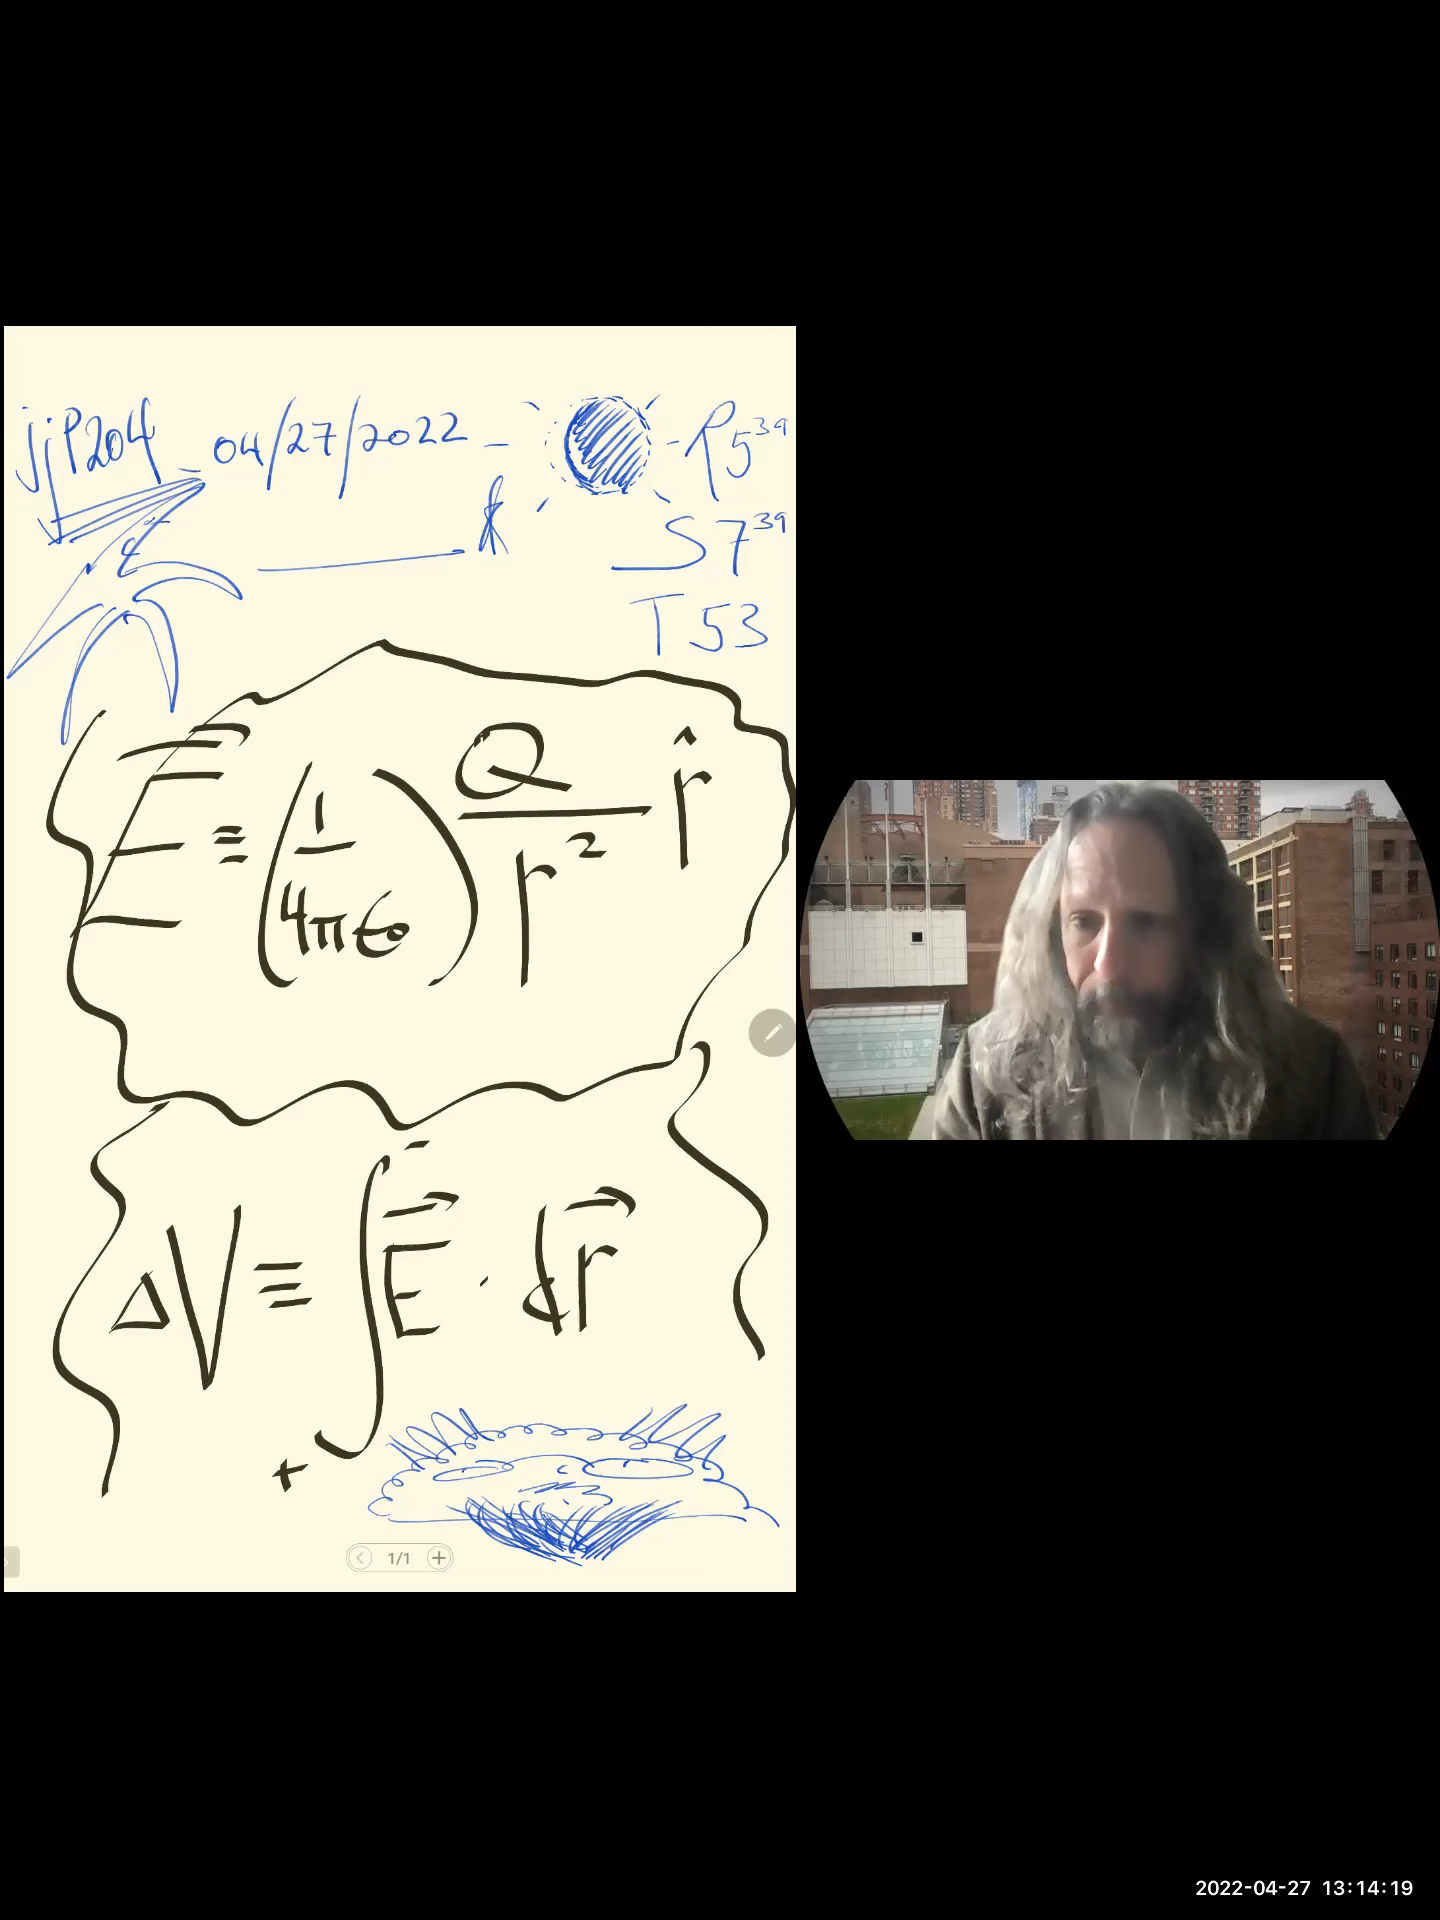 jjP204 - 04/27/2022 - R5³⁹
S7³⁹
T53
E⃗ = (1/4πε₀) Q/r² r̂
ΔV ≡ ∫ E⃗ · dr⃗
+ -
1/1
2022-04-27 13:14:19